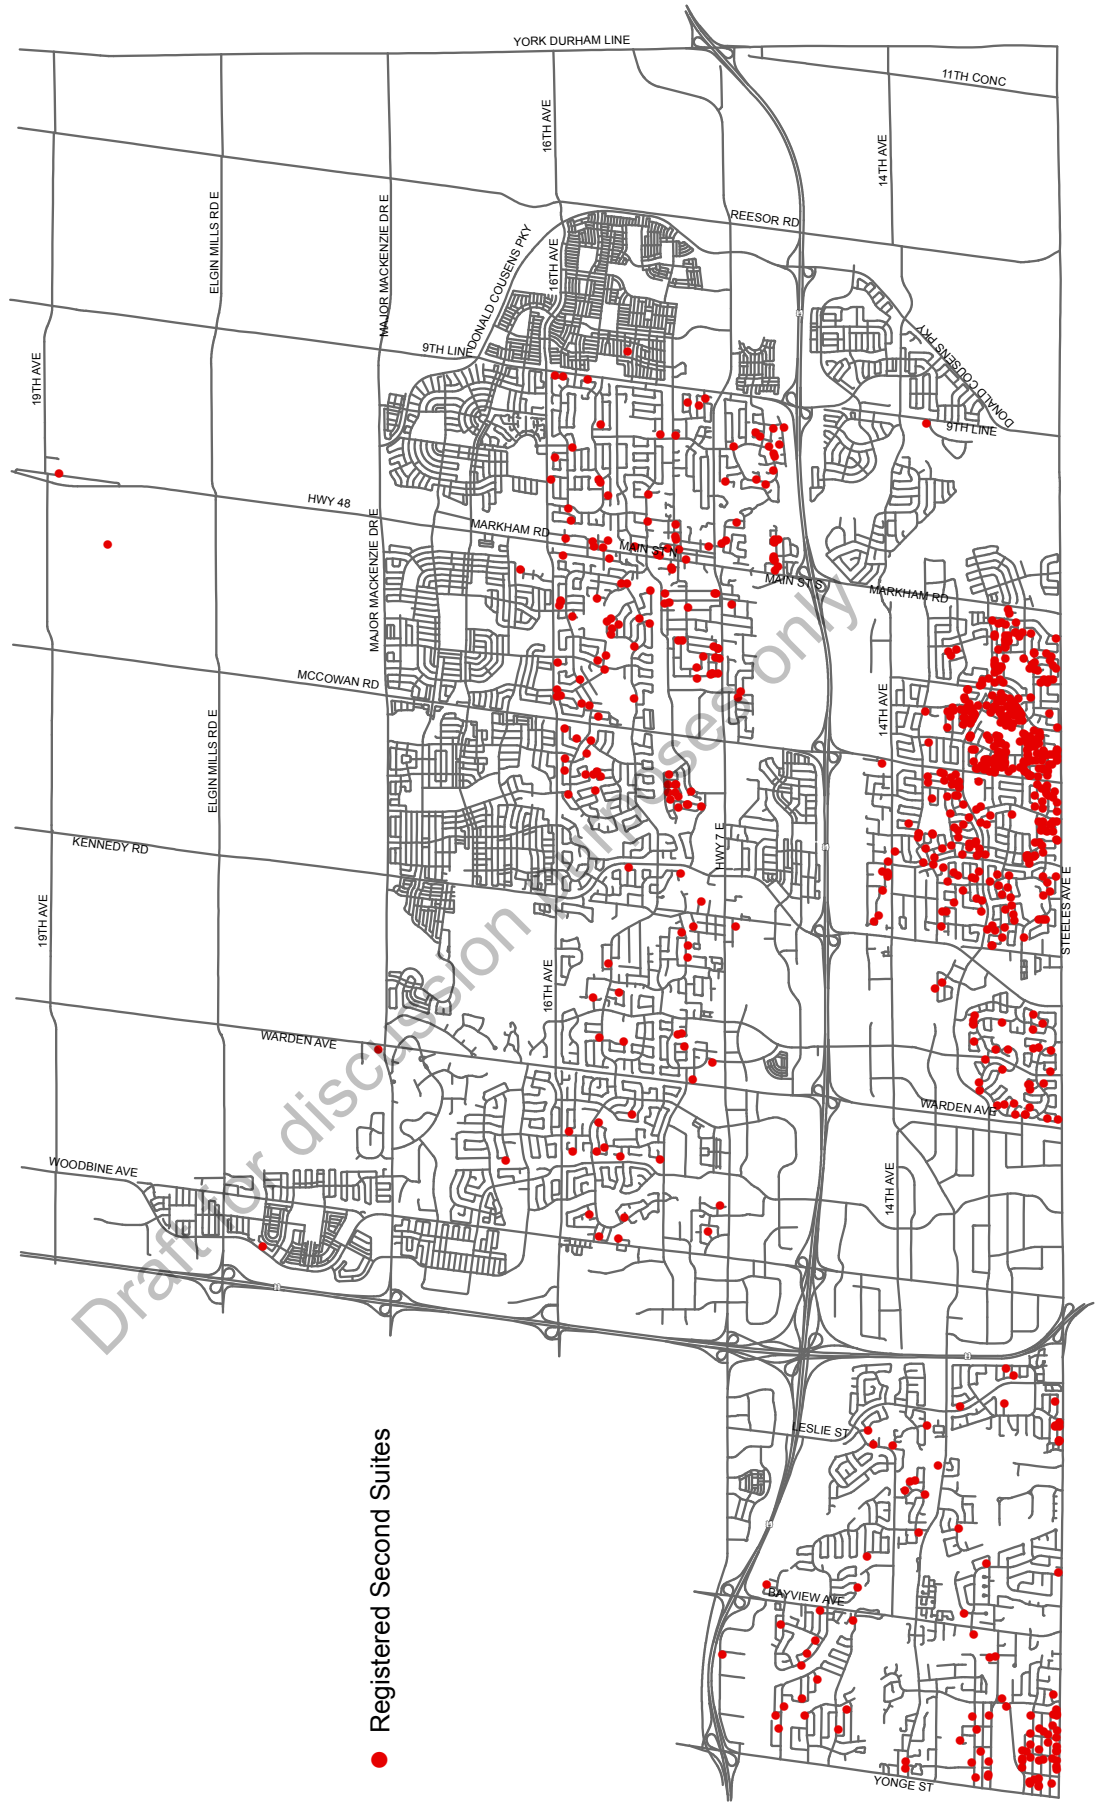 YORK DURHAM LINE
11TH CONC
16TH AVE
14TH AVE
REESOR RD
ELGIN MILLS RD E
MAJOR MACKENZIE DR E
DONALD COUSENS PKY
16TH AVE
9TH LINE
19TH AVE
DONALD COUSENS PKY
9TH LINE
HWY 48
MARKHAM RD
MAIN ST N
MAIN ST S
MARKHAM RD
MAJOR MACKENZIE DR E
MCCOWAN RD
14TH AVE
ELGIN MILLS RD E
KENNEDY RD
HWY 7 E
19TH AVE
STEELES AVE E
16TH AVE
WARDEN AVE
WARDEN AVE
WOODBINE AVE
14TH AVE
LESLIE ST
BAYVIEW AVE
YONGE ST
Registered Second Suites
Draft for discussion purposes only